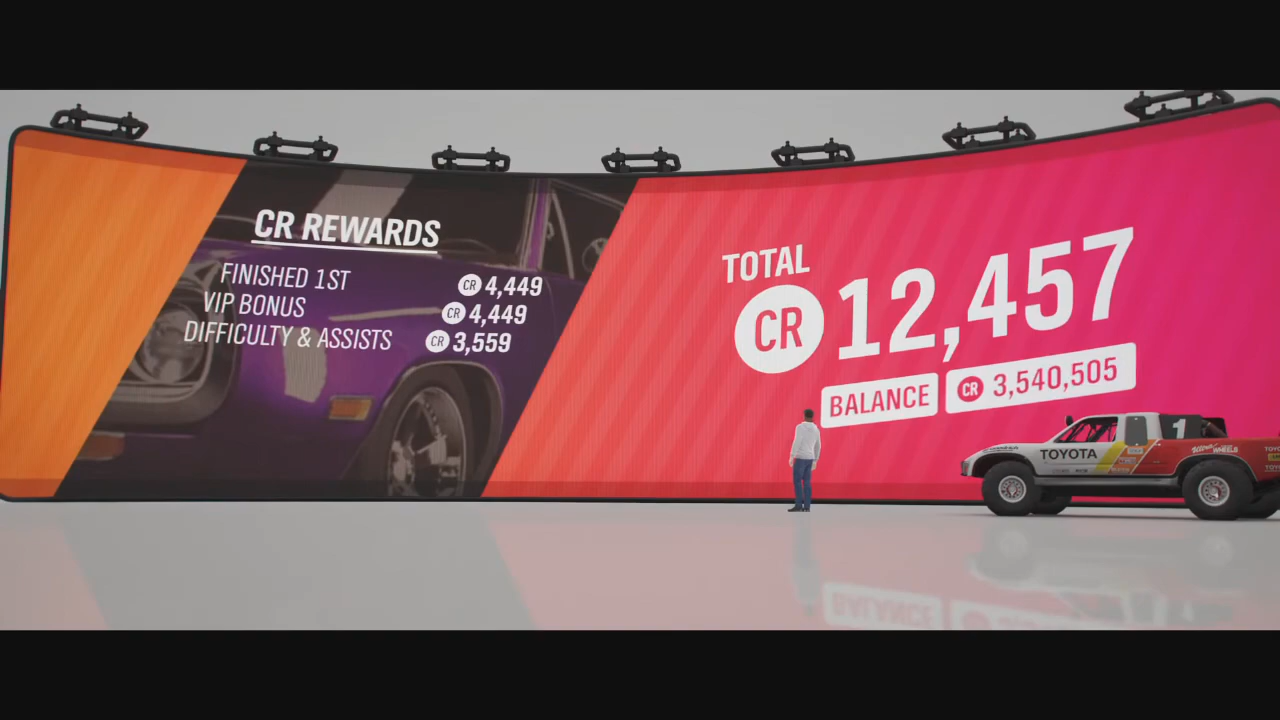 CR REWARDS
FINISHED 1ST CR 4,449
VIP BONUS CR 4,449
DIFFICULTY & ASSISTS CR 3,559
TOTAL
CR 12,457
BALANCE CR 3,540,505
TOYOTA
1
WHEELS